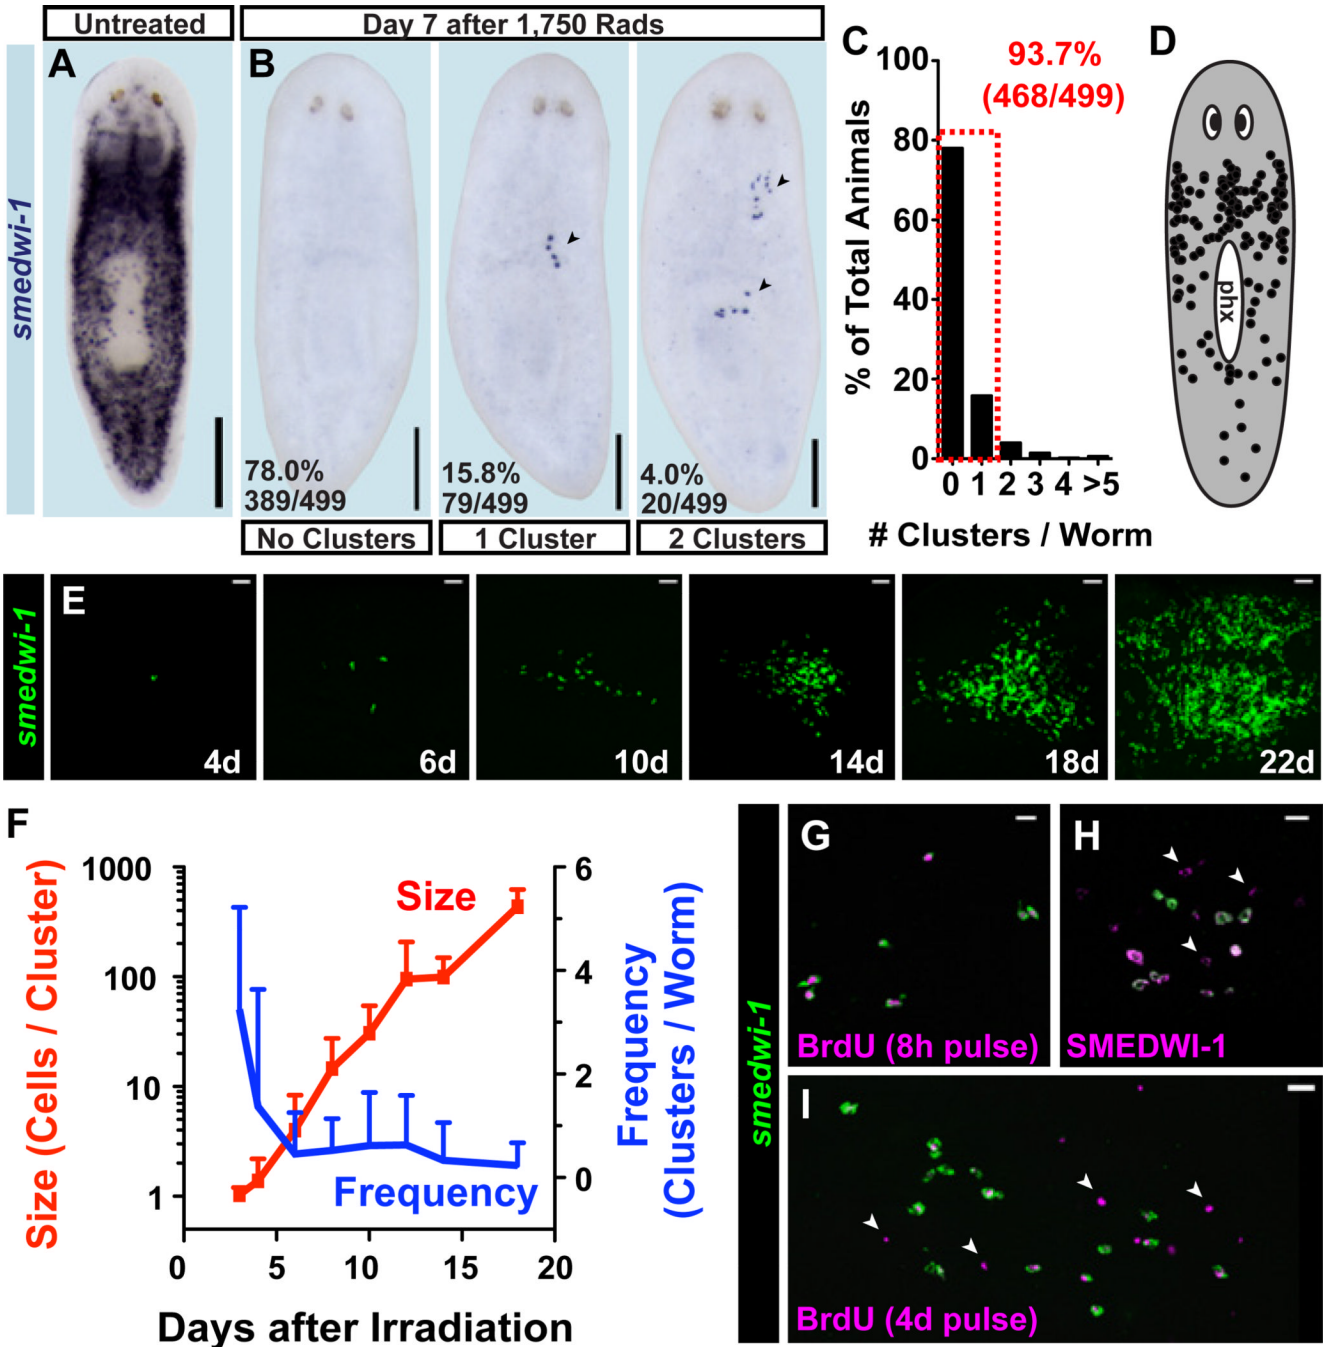 Untreated
Day 7 after 1,750 Rads
smedwi-1
A
B
78.0%
389/499
15.8%
79/499
4.0%
20/499
No Clusters
1 Cluster
2 Clusters
C
93.7%
(468/499)
% of Total Animals
100
80
60
40
20
0
0 1 2 3 4 >5
# Clusters / Worm
D
phx
smedwi-1
E
4d
6d
10d
14d
18d
22d
F
Size (Cells / Cluster)
1000
100
10
1
Size
Frequency
6
4
2
0
Frequency
(Clusters / Worm)
0 5 10 15 20
Days after Irradiation
smedwi-1
G
BrdU (8h pulse)
H
SMEDWI-1
I
BrdU (4d pulse)